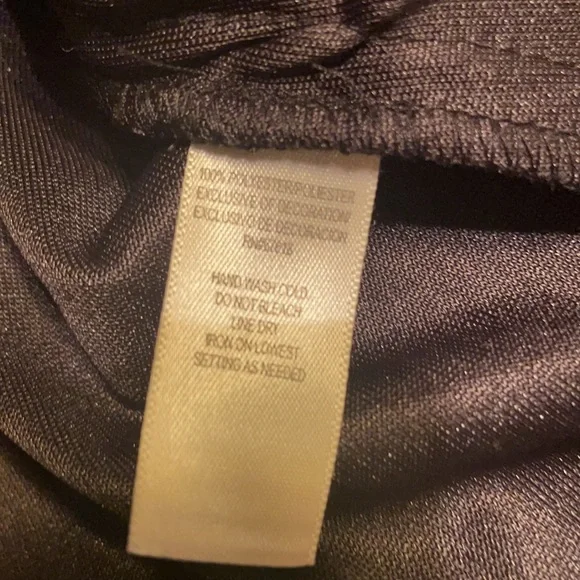 100% POLYESTER/POLIESTER
EXCLUSIVE OF DECORATION/
EXCLUSIVO DE DECORACION
HAND WASH COLD
DO NOT BLEACH
LINE DRY
IRON ON LOWEST
SETTING AS NEEDED